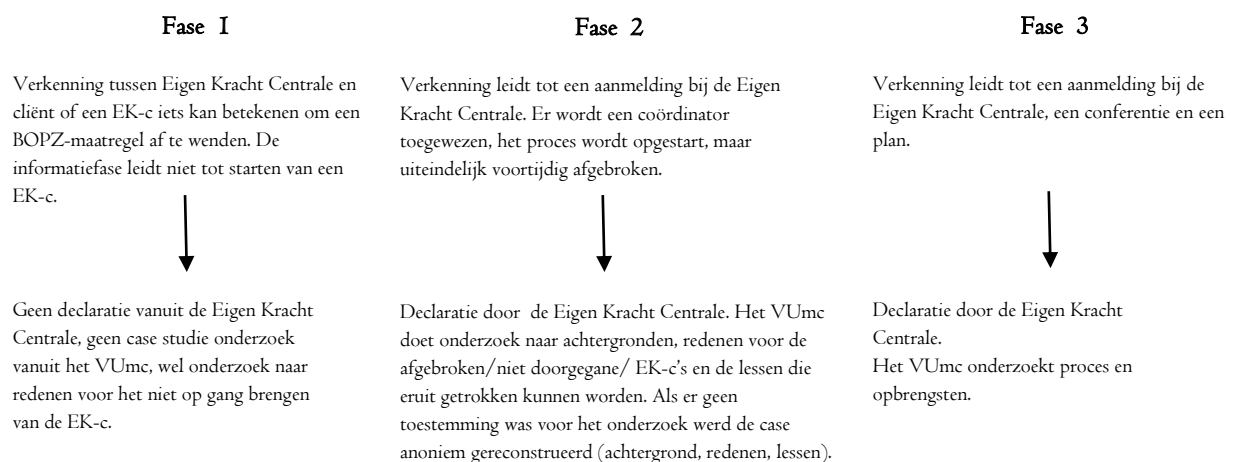 Fase 1
Verkenning tussen Eigen Kracht Centrale en
cliënt of een EK-c iets kan betekenen om een
BOPZ-maatregel af te wenden. De
informatiefase leidt niet tot starten van een
EK-c.
Geen declaratie vanuit de Eigen Kracht
Centrale, geen case studie onderzoek
vanuit het VUmc, wel onderzoek naar
redenen voor het niet op gang brengen
van de EK-c.
Fase 2
Verkenning leidt tot een aanmelding bij de Eigen
Kracht Centrale. Er wordt een coördinator
toegewezen, het proces wordt opgestart, maar
uiteindelijk voortijdig afgebroken.
Declaratie door de Eigen Kracht Centrale. Het VUmc
doet onderzoek naar achtergronden, redenen voor de
afgebroken/niet doorgegane/ EK-c's en de lessen die
eruit getrokken kunnen worden. Als er geen
toestemming was voor het onderzoek werd de case
anoniem gereconstrueerd (achtergrond, redenen, lessen).
Fase 3
Verkenning leidt tot een aanmelding bij de
Eigen Kracht Centrale, een conferentie en een
plan.
Declaratie door de Eigen Kracht
Centrale.
Het VUmc onderzoekt proces en
opbrengsten.